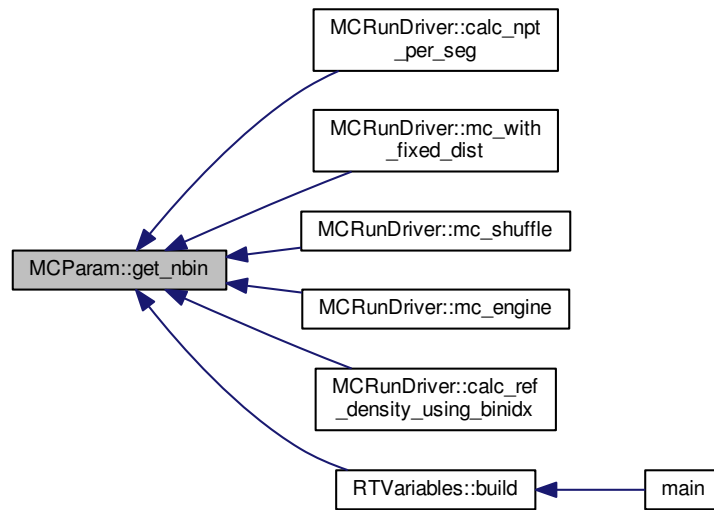 MCRunDriver::calc_npt
_per_seg
MCRunDriver::mc_with
_fixed_dist
MCRunDriver::mc_shuffle
MCParam::get_nbin
MCRunDriver::mc_engine
MCRunDriver::calc_ref
_density_using_binidx
RTVariables::build
main